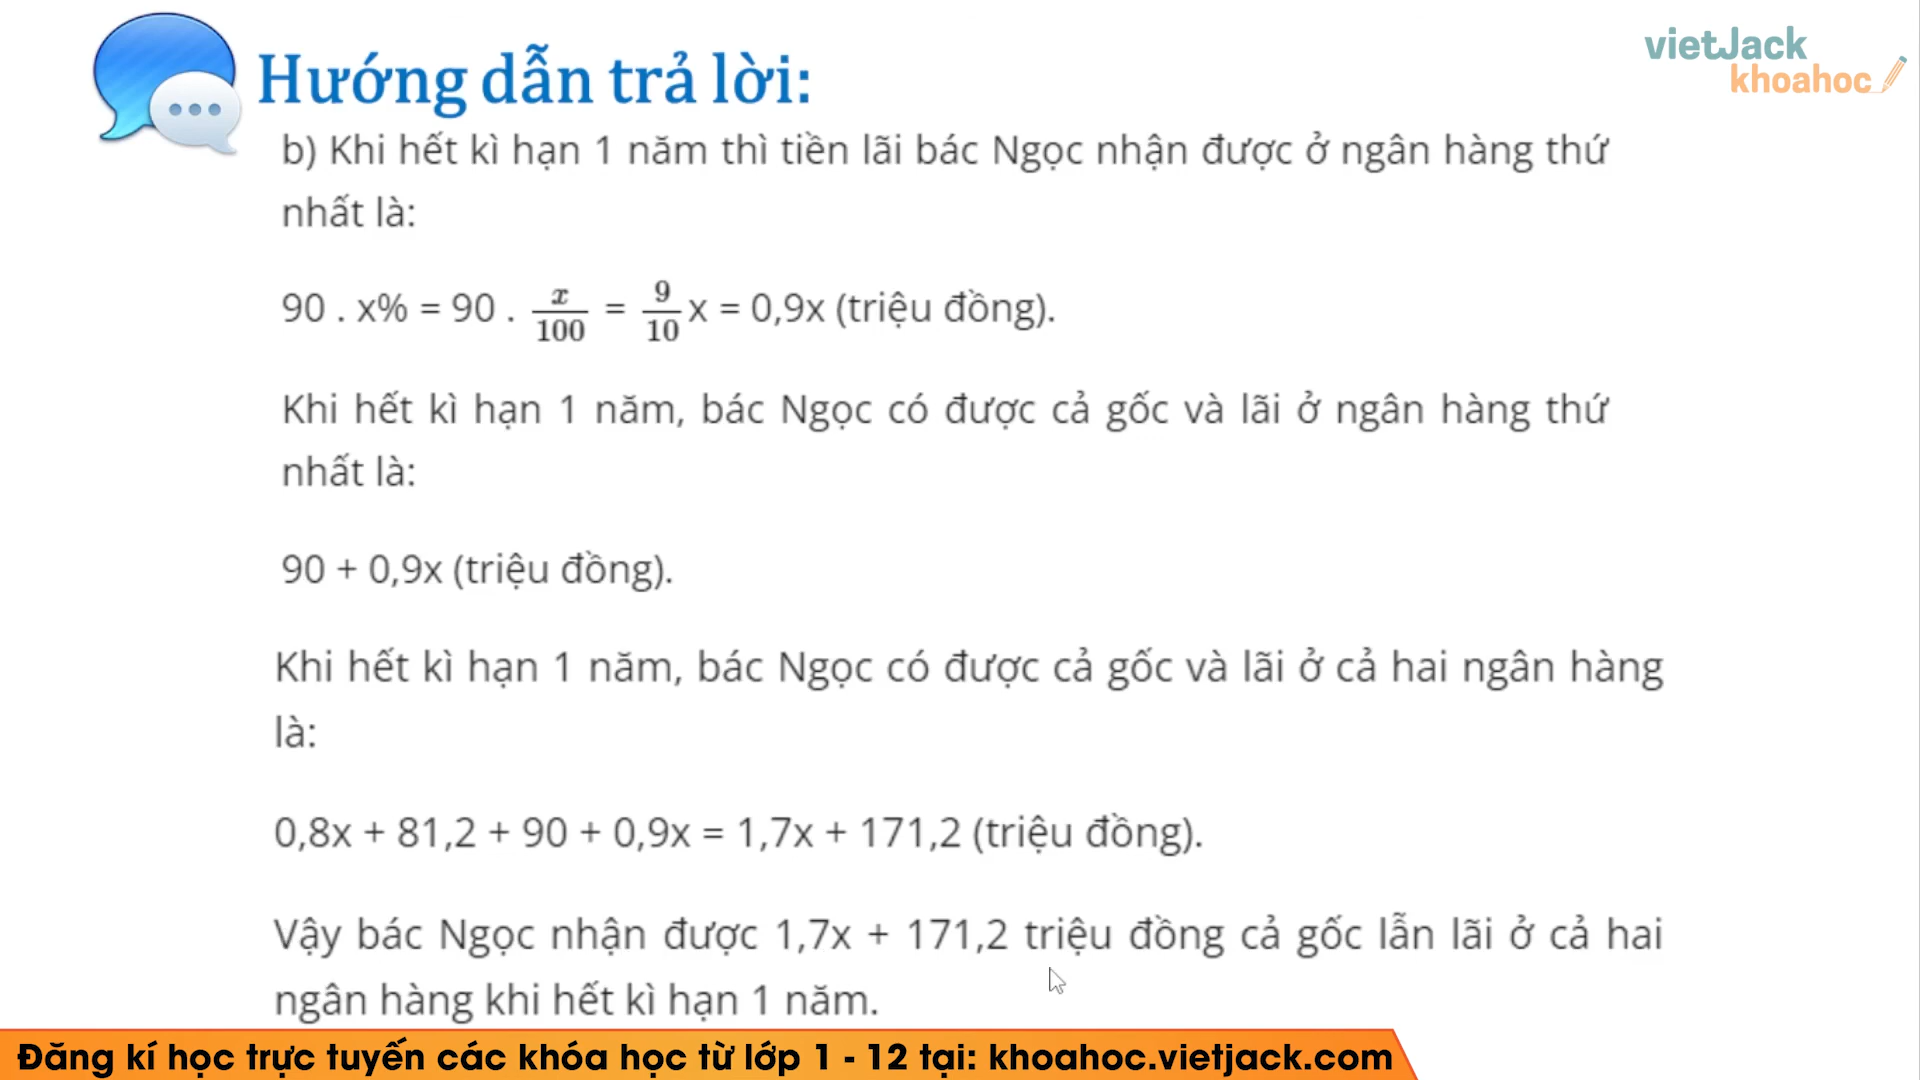 vietJack
khoahoc
Hướng dẫn trả lời:
b) Khi hết kì hạn 1 năm thì tiền lãi bác Ngọc nhận được ở ngân hàng thứ
nhất là:
90 . x% = 90 . x/100 = 9/10 x = 0,9x (triệu đồng).
Khi hết kì hạn 1 năm, bác Ngọc có được cả gốc và lãi ở ngân hàng thứ
nhất là:
90 + 0,9x (triệu đồng).
Khi hết kì hạn 1 năm, bác Ngọc có được cả gốc và lãi ở cả hai ngân hàng
là:
0,8x + 81,2 + 90 + 0,9x = 1,7x + 171,2 (triệu đồng).
Vậy bác Ngọc nhận được 1,7x + 171,2 triệu đồng cả gốc lẫn lãi ở cả hai
ngân hàng khi hết kì hạn 1 năm.
Đăng kí học trực tuyến các khóa học từ lớp 1 - 12 tại: khoahoc.vietjack.com